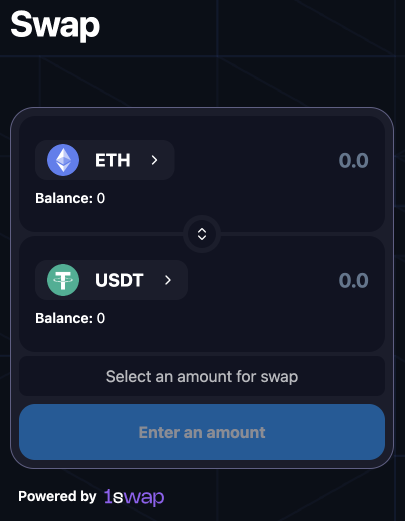 Swap
ETH 0.0
Balance: 0
USDT 0.0
Balance: 0
Select an amount for swap
Enter an amount
Powered by 1swap